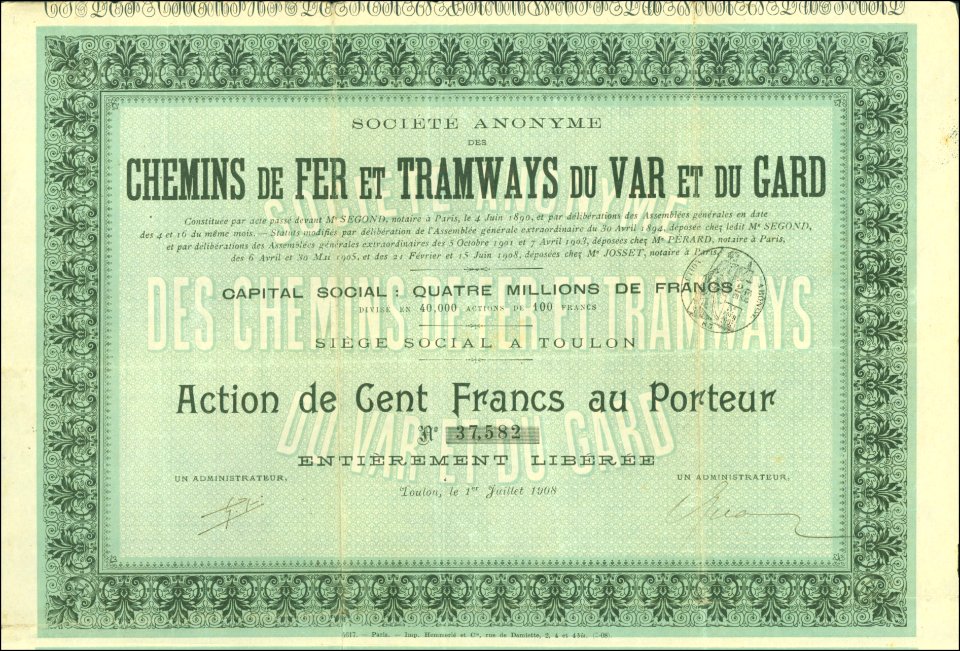 SOCIÉTÉ ANONYME
DES
CHEMINS DE FER ET TRAMWAYS DU VAR ET DU GARD
Constituée par acte passé devant Me SEGOND, notaire à Paris, le 4 Juin 1890, et par délibérations des Assemblées générales en date
des 4 et 16 du même mois. — Statuts modifiés par délibération de l'Assemblée générale extraordinaire du 30 Avril 1894, déposée chez ledit Me SEGOND,
et par délibérations des Assemblées générales extraordinaires des 5 Octobre 1901 et 7 Avril 1903, déposées chez Me PÉRARD, notaire à Paris,
des 6 Avril et 30 Mai 1905, et des 21 Février et 15 Juin 1908, déposées chez Me JOSSET, notaire à Paris.
CAPITAL SOCIAL : QUATRE MILLIONS DE FRANCS
DIVISÉ EN 40,000 ACTIONS DE 100 FRANCS
SIÈGE SOCIAL A TOULON
Action de Cent Francs au Porteur
No 37,582
ENTIÈREMENT LIBÉRÉE
UN ADMINISTRATEUR, UN ADMINISTRATEUR,
Toulon, le 1er Juillet 1908
SOCIÉTÉ ANONYME
DES CHEMINS DE FER ET TRAMWAYS
DU VAR ET DU GARD
5617. — Paris. — Imp. Hemmerlé et Cie, rue de Damiette, 2, 4 et 4 bis.